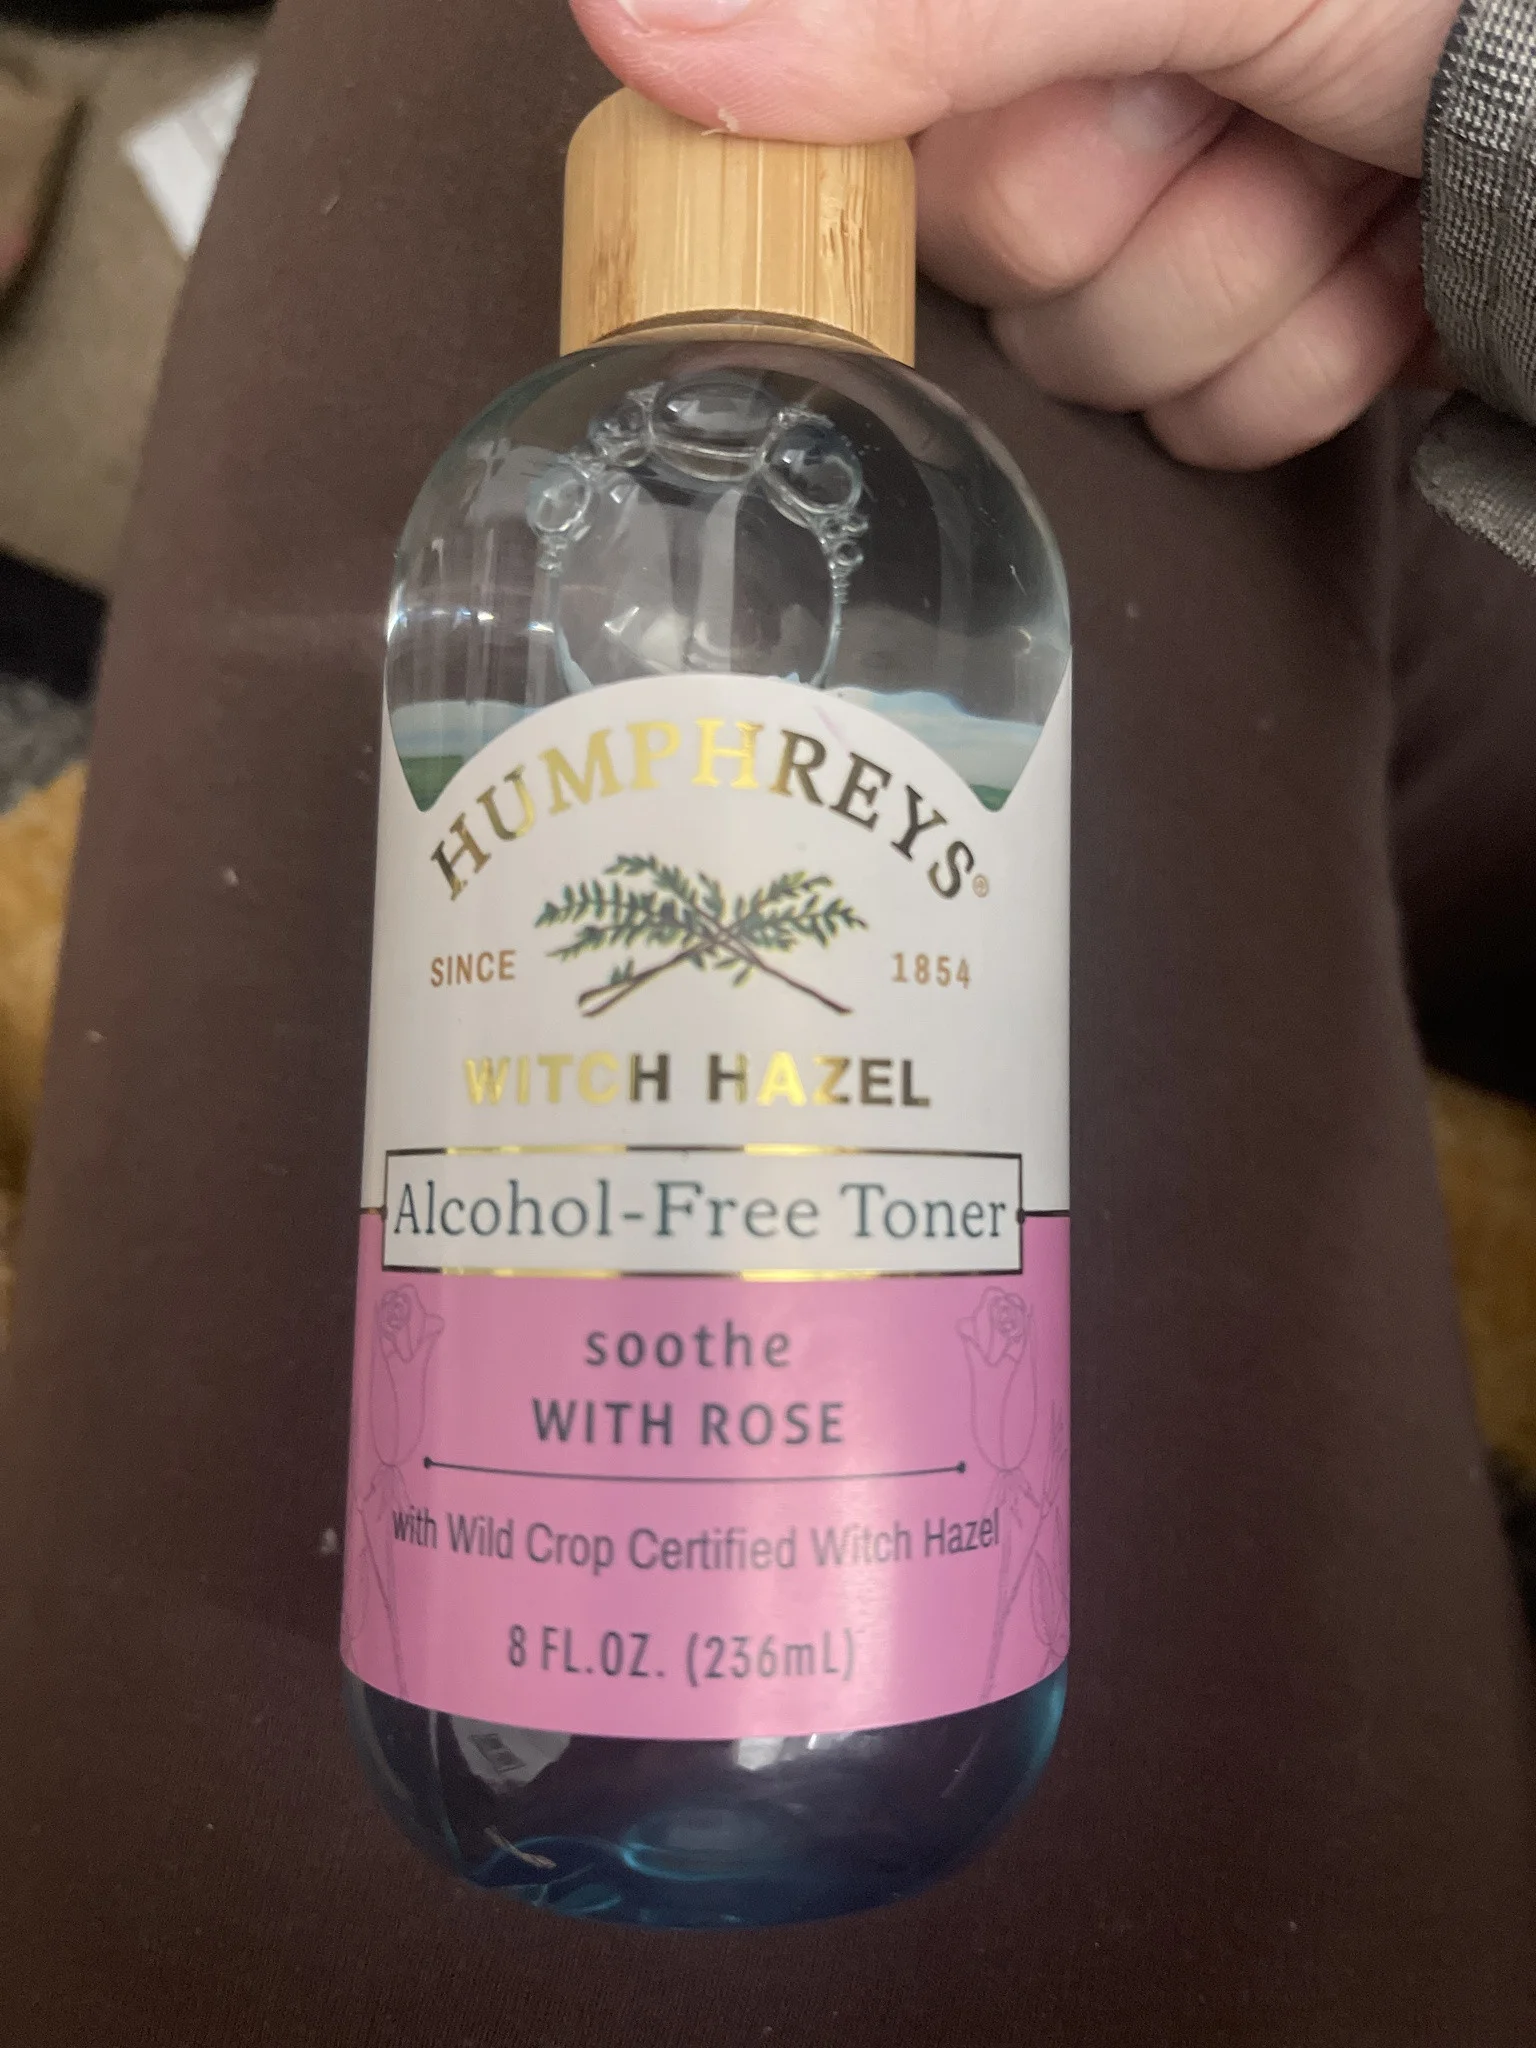 HUMPHREYS®
SINCE 1854
WITCH HAZEL
Alcohol-Free Toner
soothe
WITH ROSE
with Wild Crop Certified Witch Hazel
8 FL.OZ. (236mL)